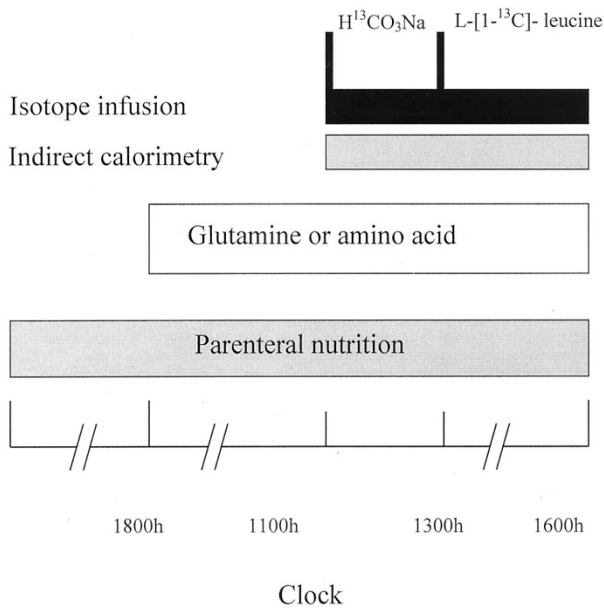 H¹³CO₃Na L-[1-¹³C]- leucine
Isotope infusion
Indirect calorimetry
Glutamine or amino acid
Parenteral nutrition
1800h 1100h 1300h 1600h
Clock